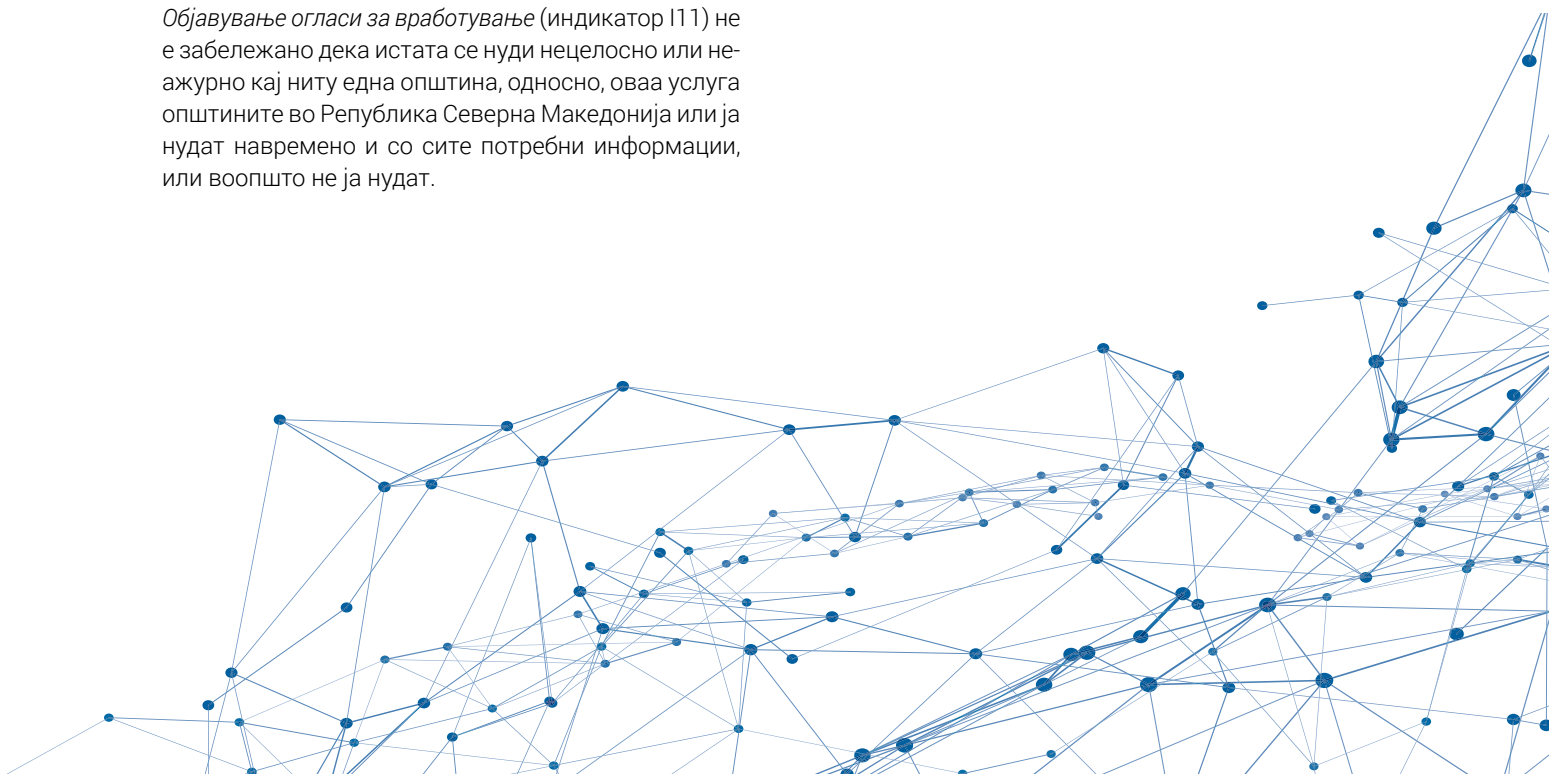 Објавување огласи за вработување (индикатор I11) не
е забележано дека истата се нуди нецелосно или не-
ажурно кај ниту една општина, односно, оваа услуга
општините во Република Северна Македонија или ја
нудат навремено и со сите потребни информации,
или воопшто не ја нудат.